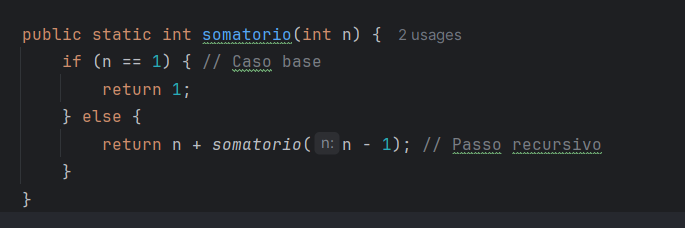 public static int somatorio(int n) { 2 usages
if (n == 1) { // Caso base
return 1;
} else {
return n + somatorio( n: n - 1); // Passo recursivo
}
}